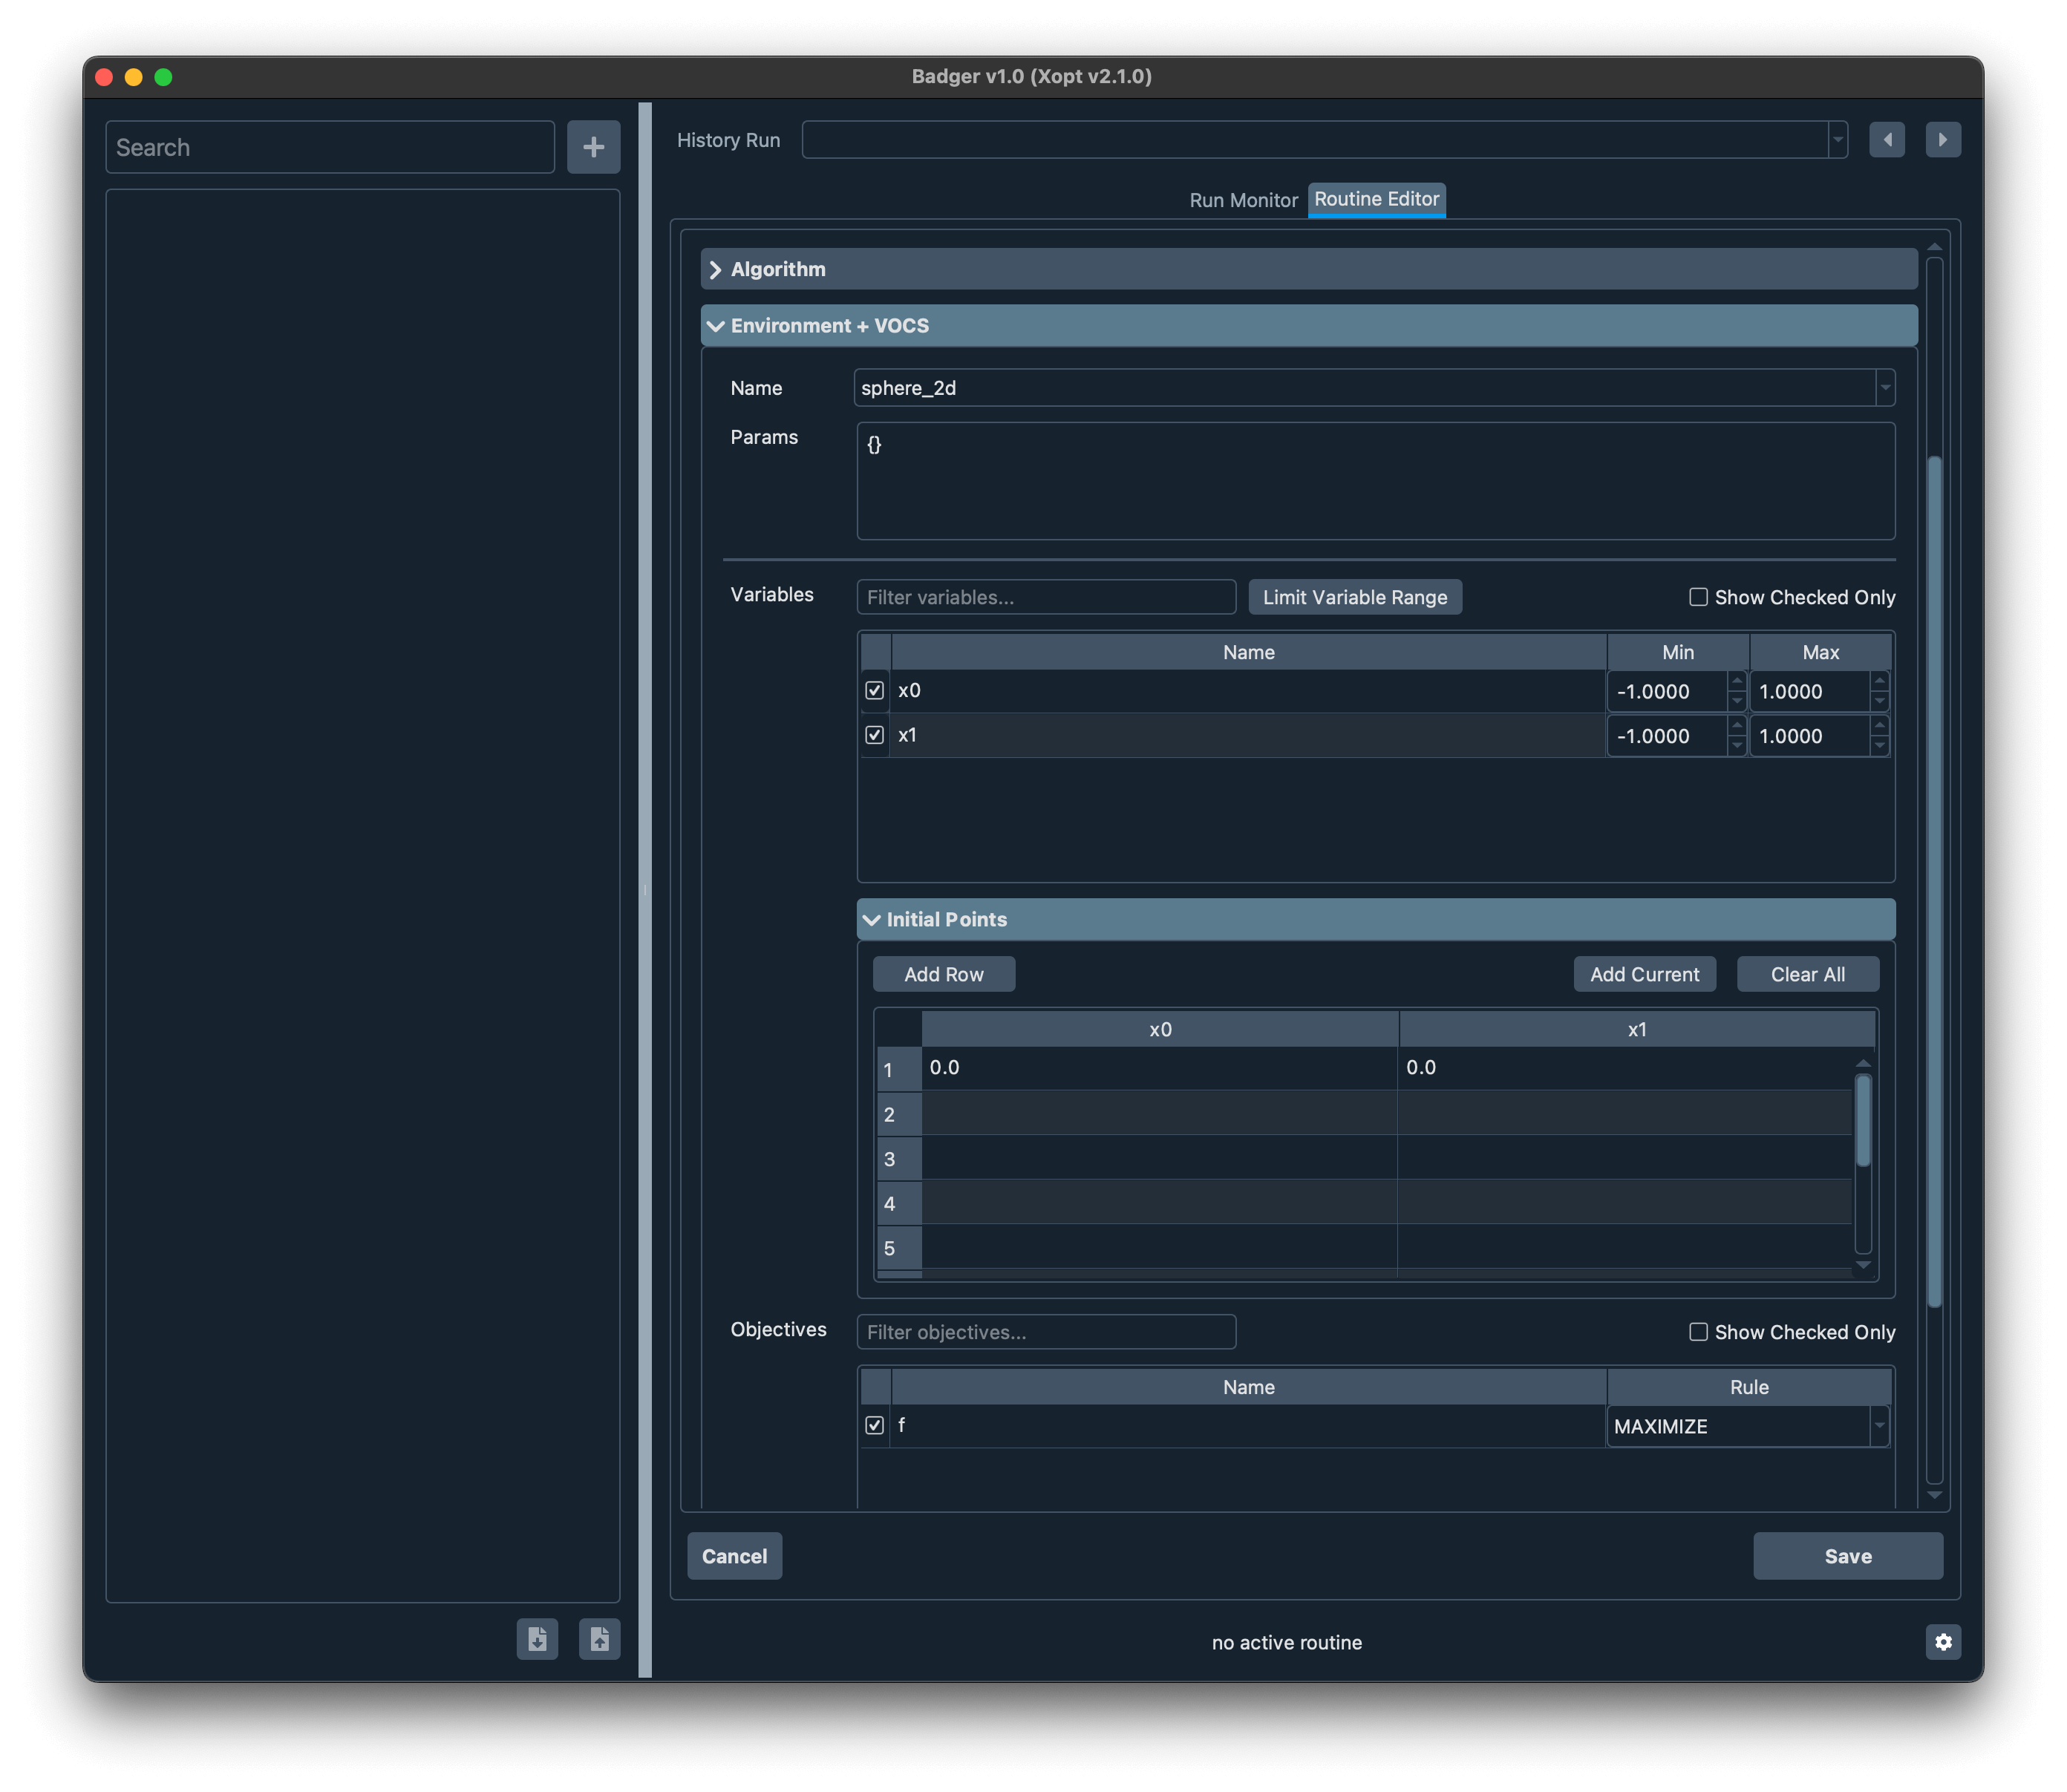 Badger v1.0 (Xopt v2.1.0)
Search
+
History Run
Run Monitor
Routine Editor
Algorithm
Environment + VOCS
Name
sphere_2d
Params
{}
Variables
Filter variables...
Limit Variable Range
Show Checked Only
Name Min Max
x0 -1.0000 1.0000
x1 -1.0000 1.0000
Initial Points
Add Row
Add Current
Clear All
x0 x1
1 0.0 0.0
2
3
4
5
Objectives
Filter objectives...
Show Checked Only
Name Rule
f MAXIMIZE
Cancel
Save
no active routine